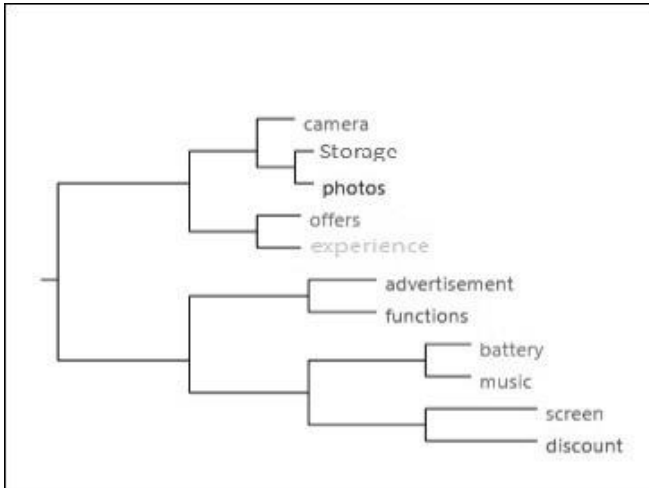 camera
Storage
photos
offers
experience
advertisement
functions
battery
music
screen
discount